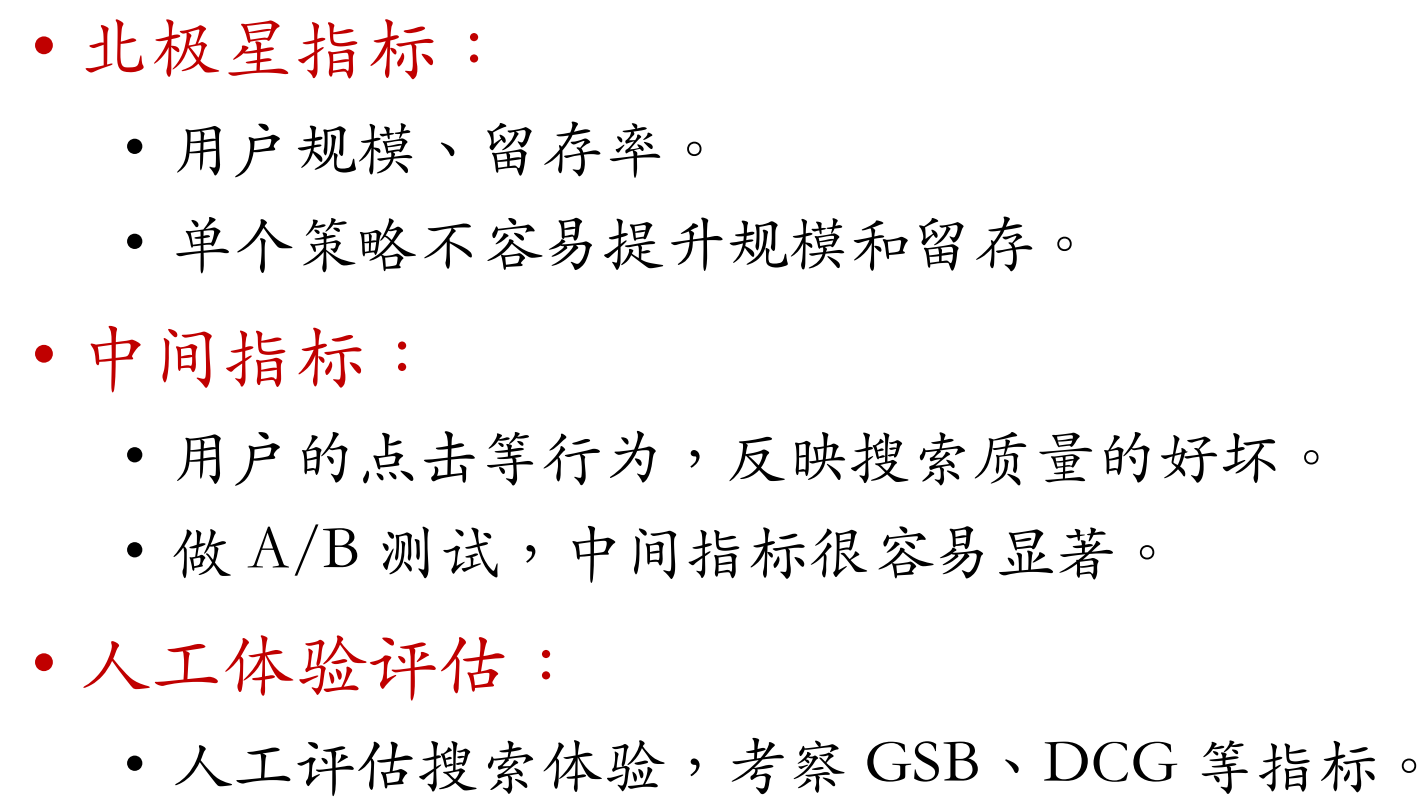 • 北极星指标：
• 用户规模、留存率。
• 单个策略不容易提升规模和留存。
• 中间指标：
• 用户的点击等行为，反映搜索质量的好坏。
• 做 A/B 测试，中间指标很容易显著。
• 人工体验评估：
• 人工评估搜索体验，考察 GSB、DCG 等指标。